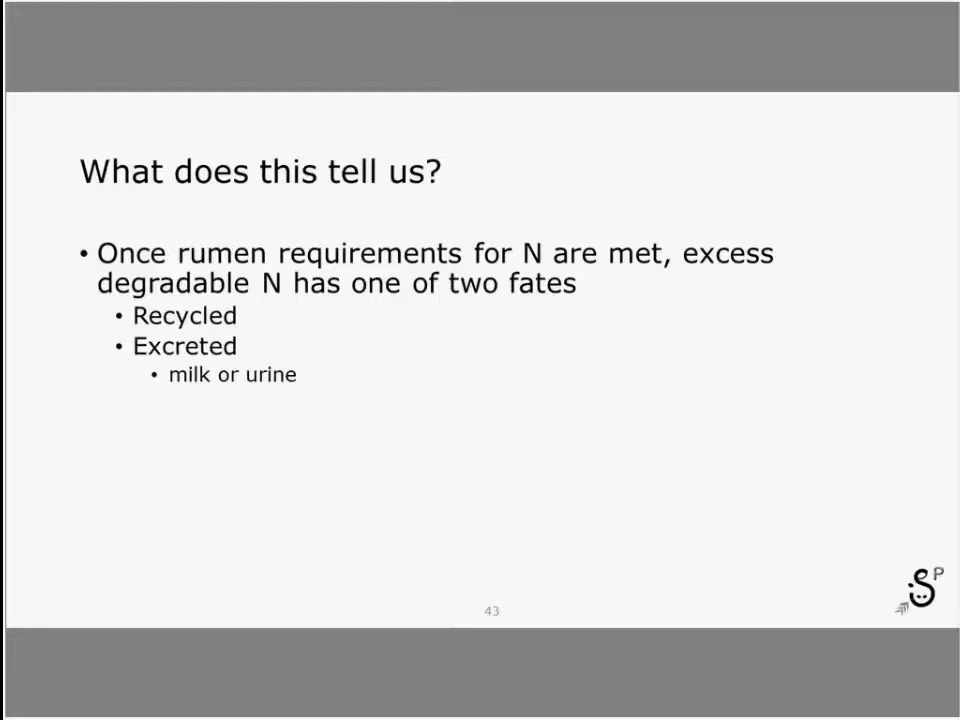 What does this tell us?
• Once rumen requirements for N are met, excess
degradable N has one of two fates
• Recycled
• Excreted
• milk or urine
43
SP